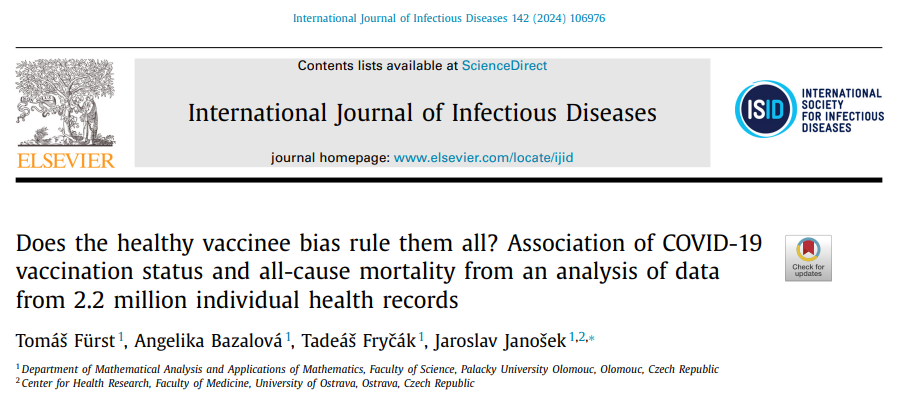 International Journal of Infectious Diseases 142 (2024) 106976
Contents lists available at ScienceDirect
International Journal of Infectious Diseases
journal homepage: www.elsevier.com/locate/ijid
ELSEVIER
ISID
INTERNATIONAL
SOCIETY
FOR INFECTIOUS
DISEASES
Does the healthy vaccinee bias rule them all? Association of COVID-19
vaccination status and all-cause mortality from an analysis of data
from 2.2 million individual health records
Check for
updates
Tomáš Fürst 1, Angelika Bazalová 1, Tadeáš Fryčák 1, Jaroslav Janošek 1,2,*
1 Department of Mathematical Analysis and Applications of Mathematics, Faculty of Science, Palacky University Olomouc, Olomouc, Czech Republic
2 Center for Health Research, Faculty of Medicine, University of Ostrava, Ostrava, Czech Republic